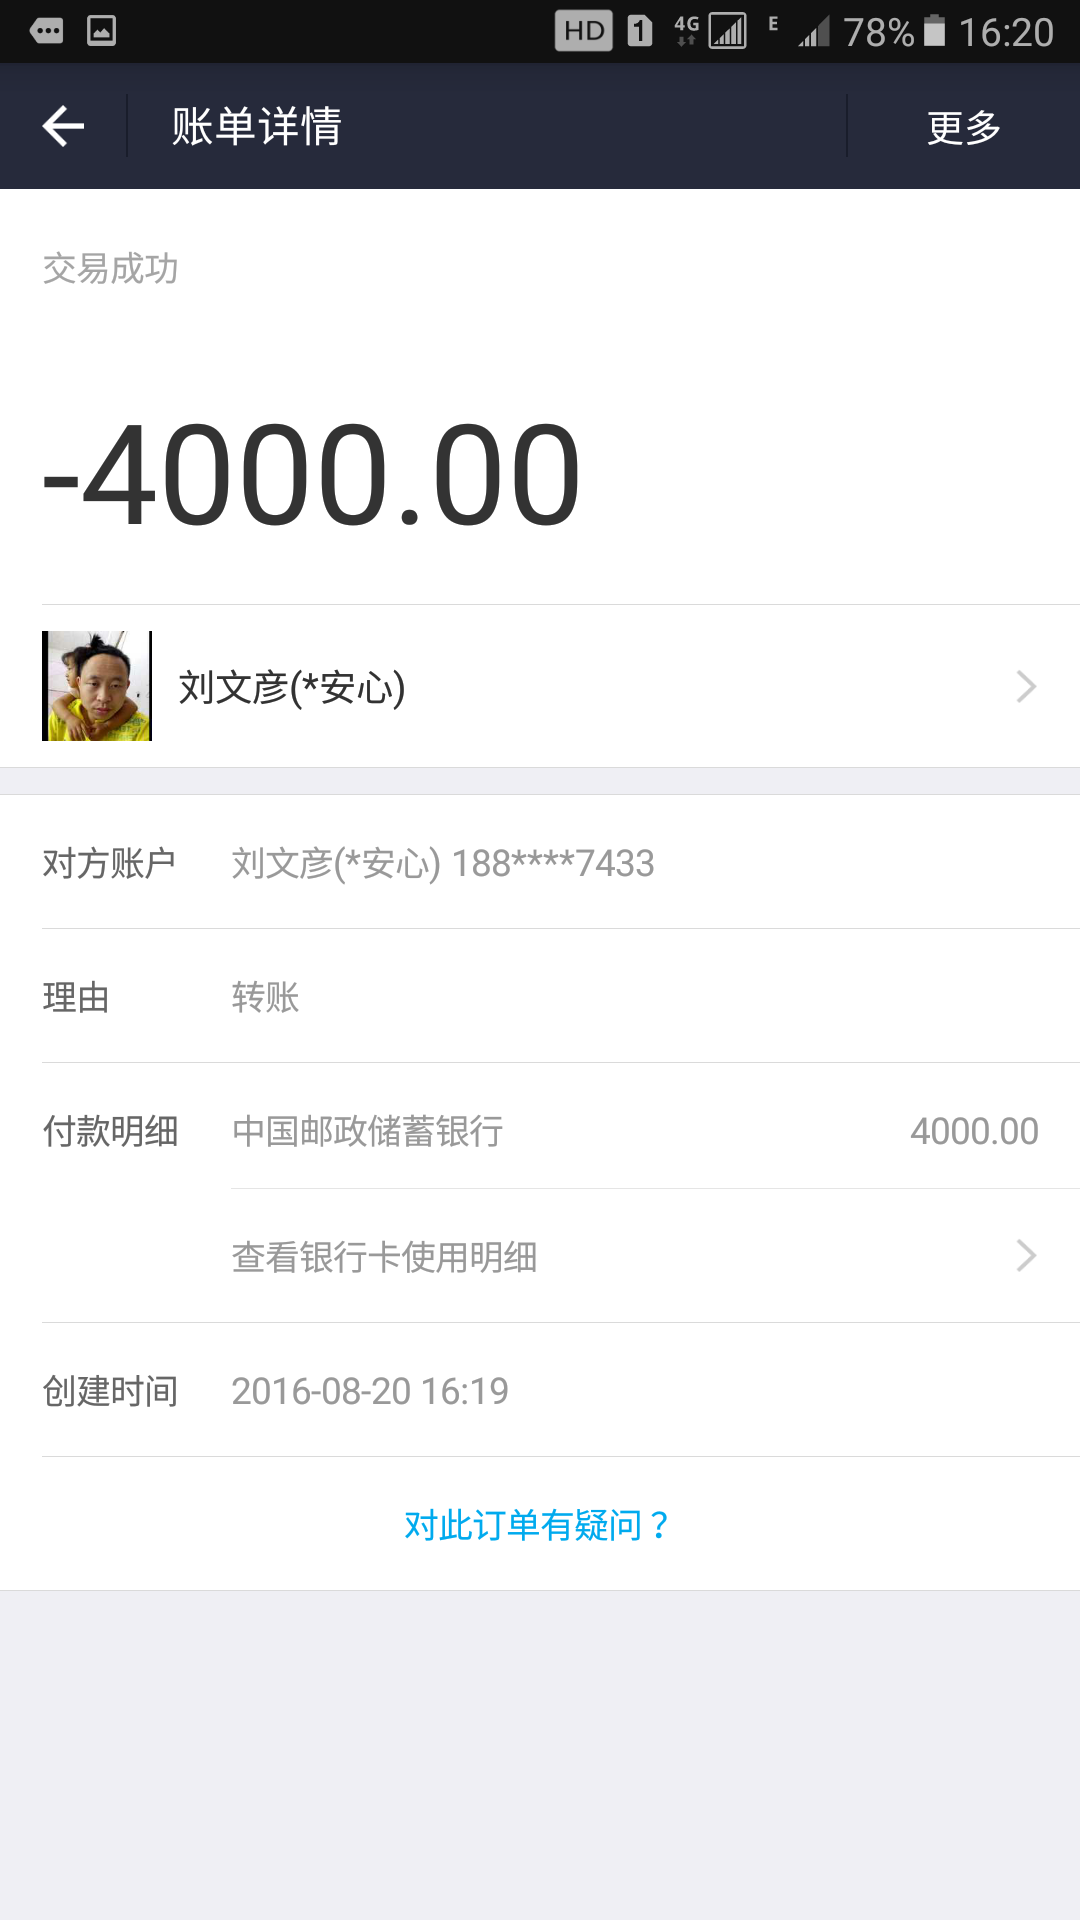 HD 1 4G E 78% 16:20
账单详情 更多
交易成功
-4000.00
刘文彦(*安心)
对方账户 刘文彦(*安心) 188****7433
理由 转账
付款明细 中国邮政储蓄银行 4000.00
查看银行卡使用明细
创建时间 2016-08-20 16:19
对此订单有疑问？